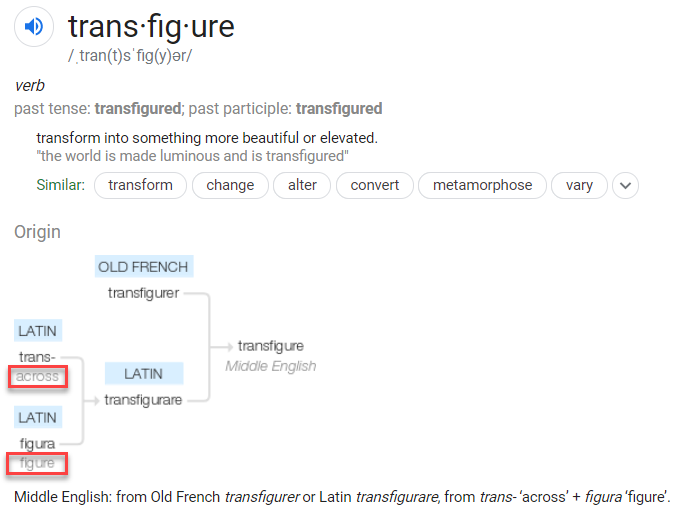 trans·fig·ure
/ˌtran(t)sˈfig(y)ər/
verb
past tense: transfigured; past participle: transfigured
transform into something more beautiful or elevated.
"the world is made luminous and is transfigured"
Similar: transform change alter convert metamorphose vary
Origin
OLD FRENCH
transfigurer
LATIN
trans-
across
transfigure
Middle English
LATIN
transfigurare
LATIN
figura
figure
Middle English: from Old French transfigurer or Latin transfigurare, from trans- ‘across’ + figura ‘figure’.